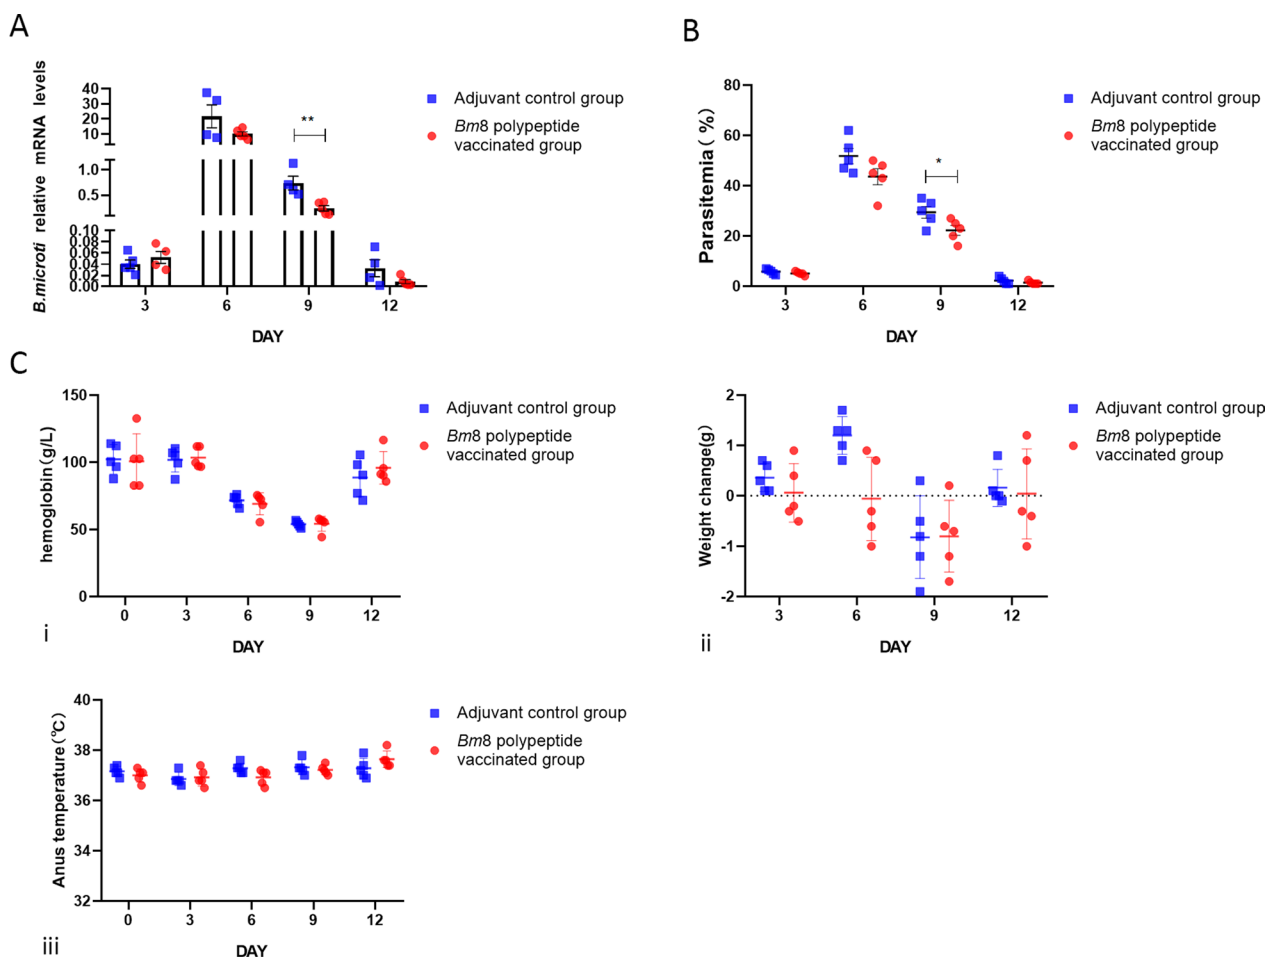 A
B.microti relative mRNA levels
40
30
20
10
1.0
0.5
0.10
0.08
0.06
0.04
0.02
0.00
**
3 6 9 12
DAY
Adjuvant control group
Bm8 polypeptide
vaccinated group
B
Parasitemia(%)
80
60
40
20
0
*
3 6 9 12
DAY
Adjuvant control group
Bm8 polypeptide
vaccinated group
C
hemoglobin(g/L)
150
100
50
0
0 3 6 9 12
DAY
i
Adjuvant control group
Bm8 polypeptide
vaccinated group
Weight change(g)
2
1
0
-1
-2
3 6 9 12
DAY
ii
Adjuvant control group
Bm8 polypeptide
vaccinated group
Anus temperature(℃)
40
38
36
34
32
0 3 6 9 12
DAY
iii
Adjuvant control group
Bm8 polypeptide
vaccinated group